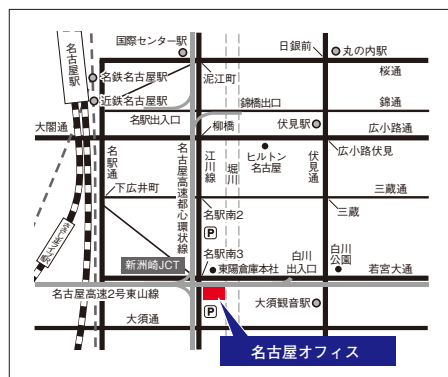 国際センター駅
日銀前
丸の内駅
名古屋駅
名鉄名古屋駅
泥江町
桜通
近鉄名古屋駅
錦橋出口
錦通
名駅出入口
大閤通
柳橋
伏見駅
広小路通
名駅通
名古屋高速都心環状線
江川線
堀川
ヒルトン
名古屋
伏見通
広小路伏見
下広井町
三蔵通
名駅南2
三蔵
P
名駅南3
白川
出入口
白川
公園
新洲崎JCT
東陽倉庫本社
若宮大通
名古屋高速2号東山線
大須観音駅
大須通
P
名古屋オフィス